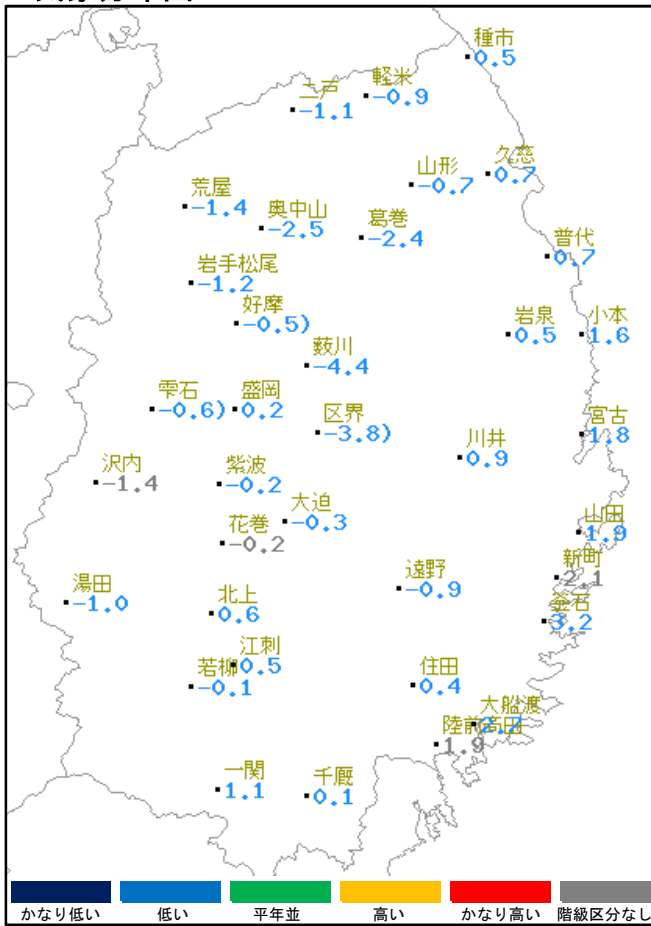 種市
0.5
軽米
-0.9
二戸
-1.1
久慈
0.7
山形
-0.7
荒屋
-1.4
奥中山
-2.5
葛巻
-2.4
普代
0.7
岩手松尾
-1.2
好摩
-0.5)
岩泉
0.5
小本
1.6
薮川
-4.4
雫石
-0.6)
盛岡
0.2
区界
-3.8)
宮古
1.8
川井
0.9
沢内
-1.4
紫波
-0.2
大迫
-0.3
山田
1.9
花巻
-0.2
新町
2.1
遠野
-0.9
湯田
-1.0
北上
0.6
釜石
3.2
江刺
0.5
若柳
-0.1
住田
0.4
大船渡
2.7
陸前高田
1.9
一関
1.1
千厩
0.1
かなり低い 低い 平年並 高い かなり高い 階級区分なし